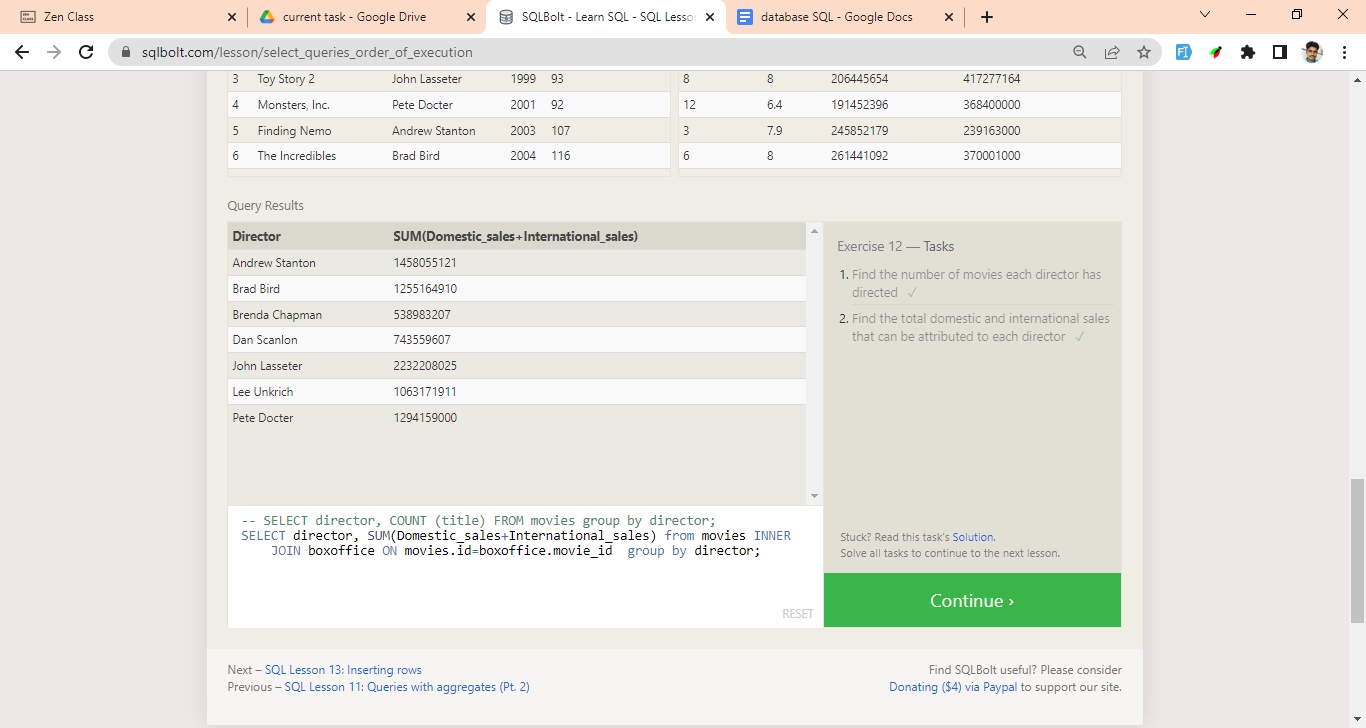 Zen Class
current task - Google Drive
SQLBolt - Learn SQL - SQL Lesson
database SQL - Google Docs
sqlbolt.com/lesson/select_queries_order_of_execution
3 Toy Story 2 John Lasseter 1999 93 8 8 206445654 417277164
4 Monsters, Inc. Pete Docter 2001 92 12 6.4 191452396 368400000
5 Finding Nemo Andrew Stanton 2003 107 3 7.9 245852179 239163000
6 The Incredibles Brad Bird 2004 116 6 8 261441092 370001000
Query Results
Director SUM(Domestic_sales+International_sales)
Andrew Stanton 1458055121
Brad Bird 1255164910
Brenda Chapman 538983207
Dan Scanlon 743559607
John Lasseter 2232208025
Lee Unkrich 1063171911
Pete Docter 1294159000
Exercise 12 — Tasks
1. Find the number of movies each director has
directed ✓
2. Find the total domestic and international sales
that can be attributed to each director ✓
-- SELECT director, COUNT (title) FROM movies group by director;
SELECT director, SUM(Domestic_sales+International_sales) from movies INNER
JOIN boxoffice ON movies.id=boxoffice.movie_id group by director;
RESET
Stuck? Read this task's Solution.
Solve all tasks to continue to the next lesson.
Continue ›
Next – SQL Lesson 13: Inserting rows
Previous – SQL Lesson 11: Queries with aggregates (Pt. 2)
Find SQLBolt useful? Please consider
Donating ($4) via Paypal to support our site.